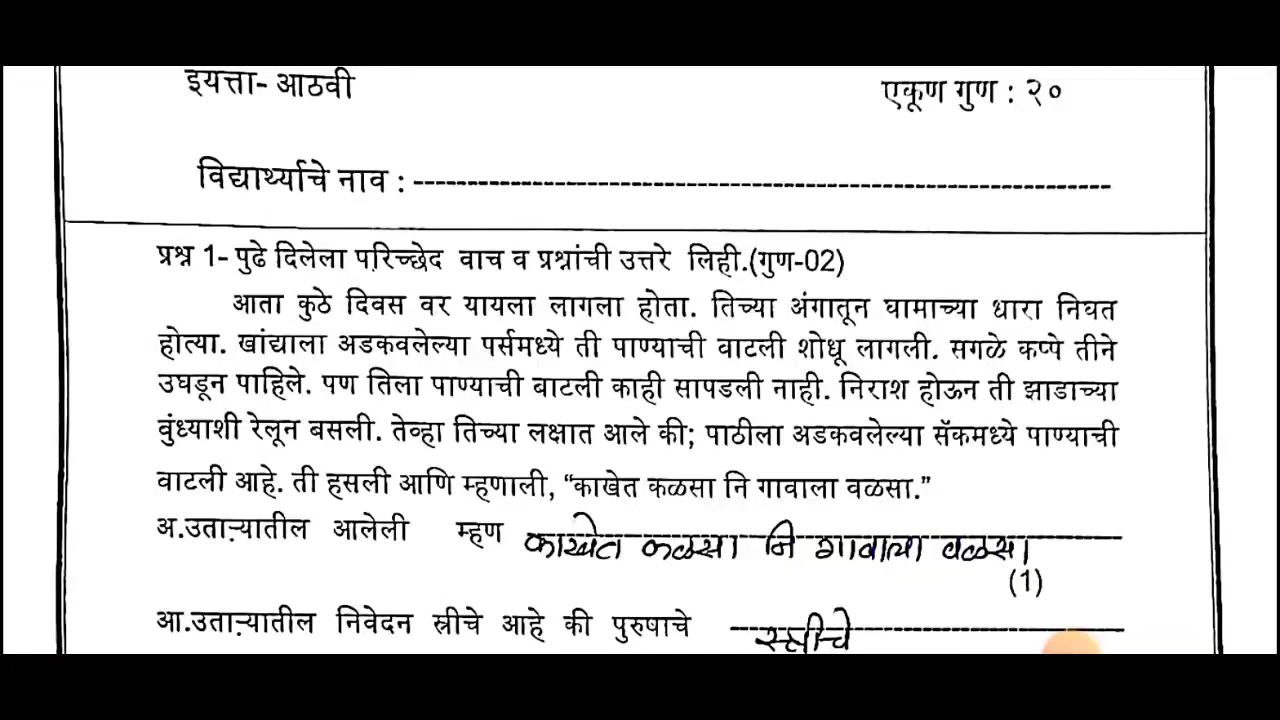 इयत्ता- आठवी
एकूण गुण : २०
विद्यार्थ्याचे नाव : ----------------------------------------------------------------
प्रश्न 1- पुढे दिलेला परिच्छेद वाच व प्रश्नांची उत्तरे लिही.(गुण-02)
आता कुठे दिवस वर यायला लागला होता. तिच्या अंगातून घामाच्या धारा निघत
होत्या. खांद्याला अडकवलेल्या पर्समध्ये ती पाण्याची वाटली शोधू लागली. सगळे कप्पे तीने
उघडून पाहिले. पण तिला पाण्याची बाटली काही सापडली नाही. निराश होऊन ती झाडाच्या
बुंध्याशी रेलून बसली. तेव्हा तिच्या लक्षात आले की; पाठीला अडकवलेल्या सॅकमध्ये पाण्याची
वाटली आहे. ती हसली आणि म्हणाली, “काखेत कळसा नि गावाला वळसा.”
अ.उताऱ्यातील आलेली म्हण काखेत कळसा नि गावाला वळसा
(1)
आ.उताऱ्यातील निवेदन स्त्रीचे आहे की पुरुषाचे स्त्रीचे